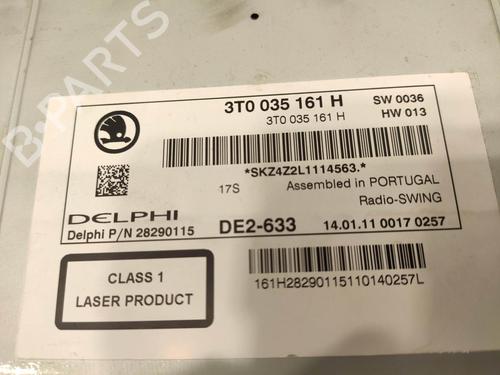 B-PARTS
3T0 035 161 H
SW 0036
3T0 035 161 H
HW 013
*SKZ4Z2L1114563.*
17S
Assembled in PORTUGAL
Radio-SWING
DELPHI
Delphi P/N 28290115
DE2-633
14.01.11 0017 0257
CLASS 1
LASER PRODUCT
161H28290115110140257L